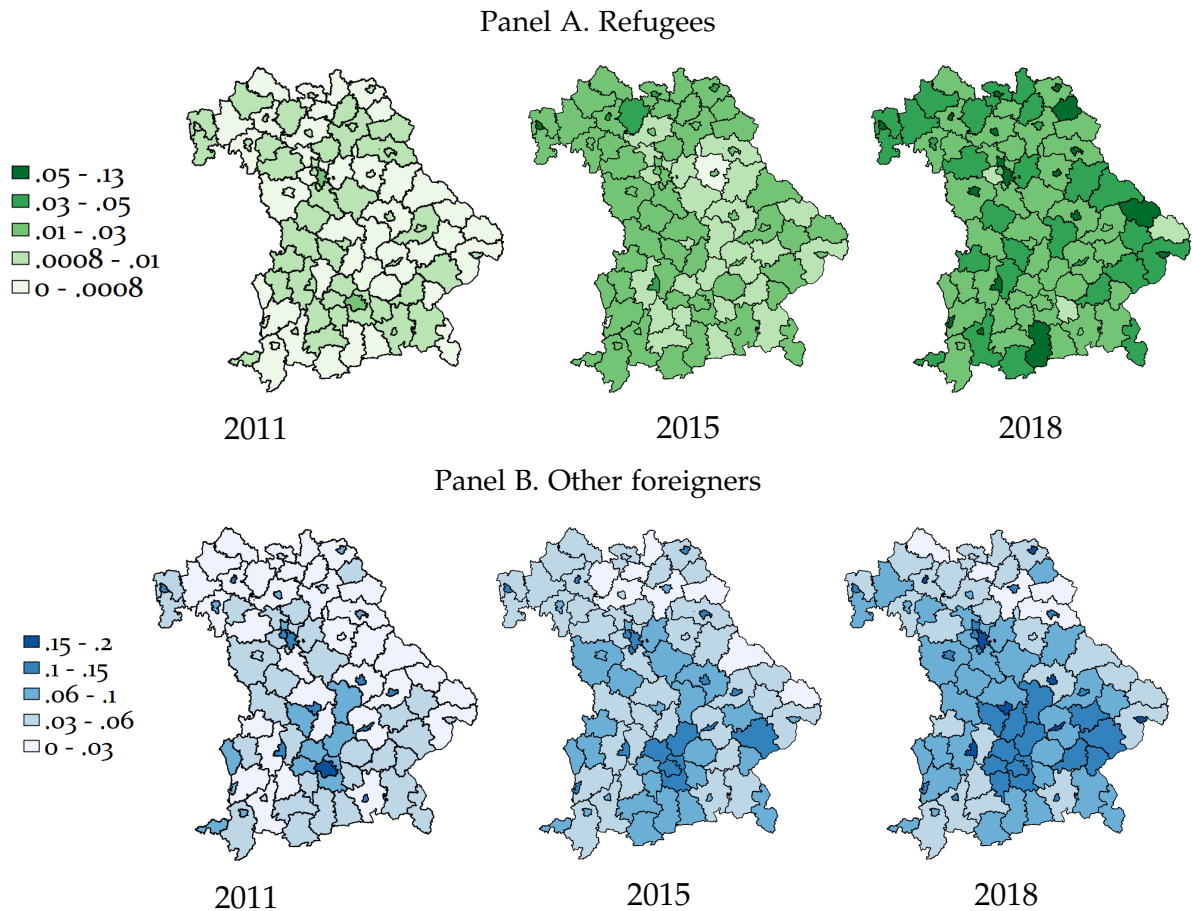 Panel A. Refugees
.05 - .13
.03 - .05
.01 - .03
.0008 - .01
0 - .0008
2011 2015 2018
Panel B. Other foreigners
.15 - .2
.1 - .15
.06 - .1
.03 - .06
0 - .03
2011 2015 2018